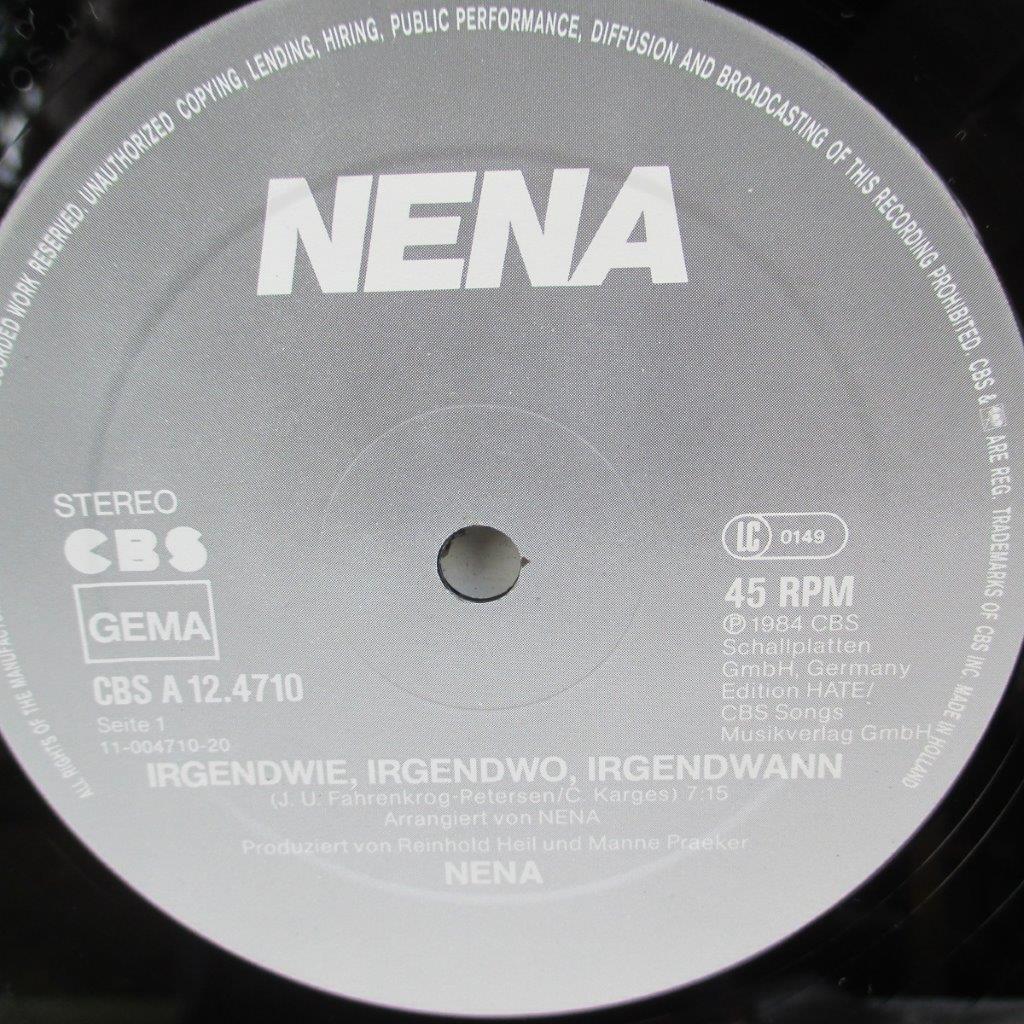 ALL RIGHTS OF THE MANUFACTURER AND OF THE OWNER OF THE RECORDED WORK RESERVED. UNAUTHORIZED COPYING, LENDING, HIRING, PUBLIC PERFORMANCE, DIFFUSION AND BROADCASTING OF THIS RECORDING PROHIBITED. CBS & ARE REG. TRADEMARKS OF CBS INC MADE IN HOLLAND
NENA
STEREO
CBS
GEMA
CBS A 12.4710
Seite 1
11-004710-20
LC 0149
45 RPM
℗ 1984 CBS
Schallplatten
GmbH, Germany
Edition HATE/
CBS Songs
Musikverlag GmbH
IRGENDWIE, IRGENDWO, IRGENDWANN
(J. U. Fahrenkrog-Petersen/C. Karges) 7:15
Arrangiert von NENA
Produziert von Reinhold Heil und Manne Praeker
NENA